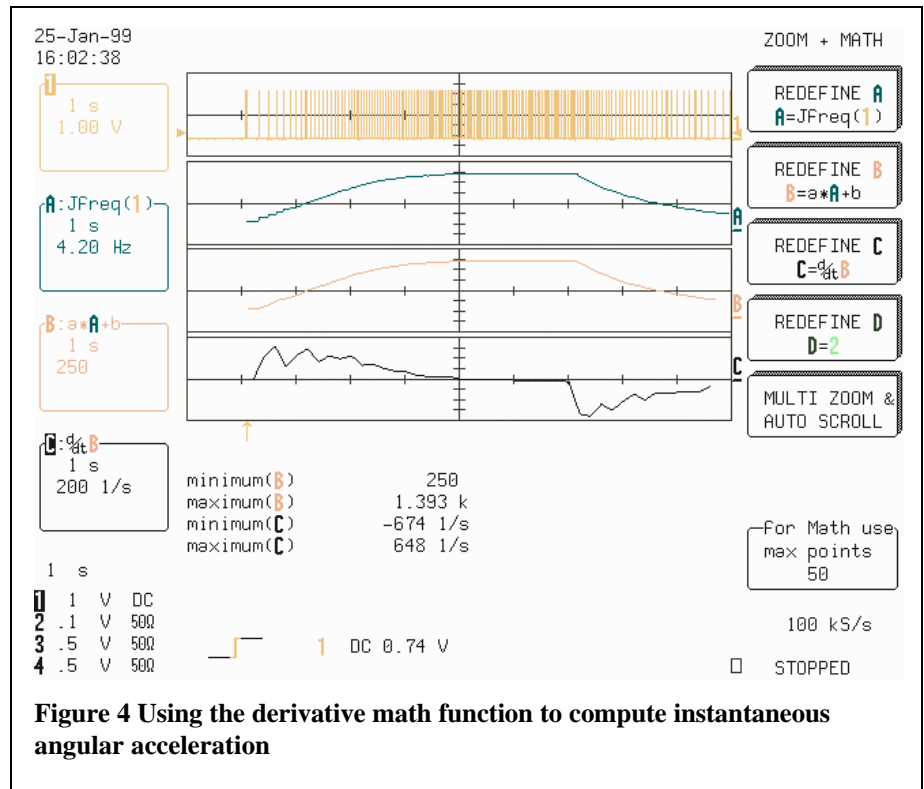 25-Jan-99
16:02:38
ZOOM + MATH
1
1 s
1.00 V
1
REDEFINE A
A=JFreq(1)
A:JFreq(1)
1 s
4.20 Hz
A
REDEFINE B
B=a*A+b
B:a*A+b
1 s
250
B
REDEFINE C
C=d/dt B
REDEFINE D
D=2
C
MULTI ZOOM &
AUTO SCROLL
C:d/dt B
1 s
200 1/s
minimum(B) 250
maximum(B) 1.393 k
minimum(C) -674 1/s
maximum(C) 648 1/s
For Math use
max points
50
1 s
1 1 V DC
2 .1 V 50Ω
3 .5 V 50Ω
4 .5 V 50Ω
1 DC 0.74 V
100 kS/s
STOPPED
Figure 4 Using the derivative math function to compute instantaneous
angular acceleration